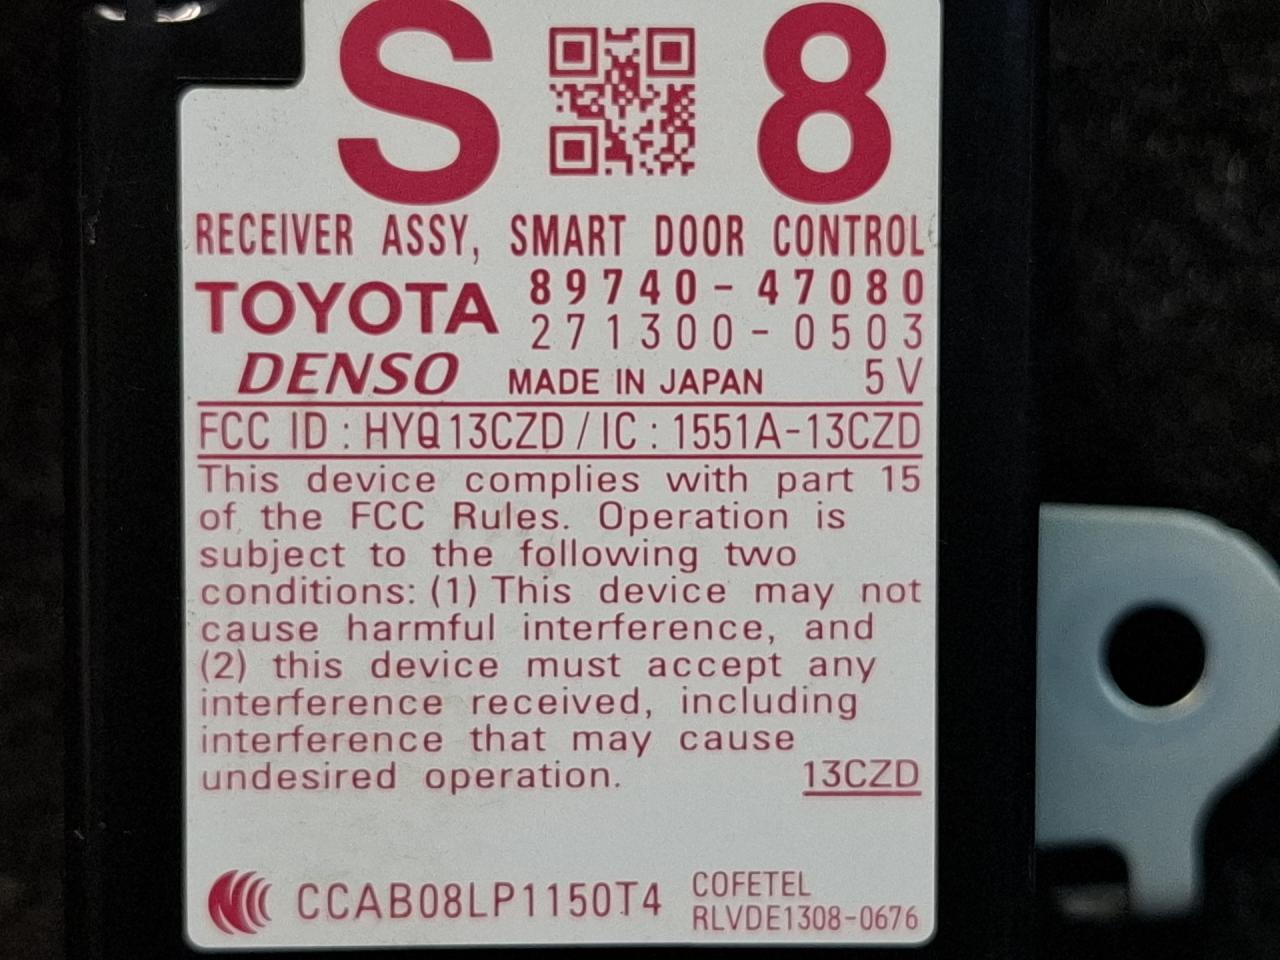 S 8
RECEIVER ASSY, SMART DOOR CONTROL
TOYOTA 89740-47080
271300-0503
DENSO MADE IN JAPAN 5V
FCC ID : HYQ13CZD / IC : 1551A-13CZD
This device complies with part 15
of the FCC Rules. Operation is
subject to the following two
conditions: (1) This device may not
cause harmful interference, and
(2) this device must accept any
interference received, including
interference that may cause
undesired operation. 13CZD
CCAB08LP1150T4 COFETEL
RLVDE1308-0676